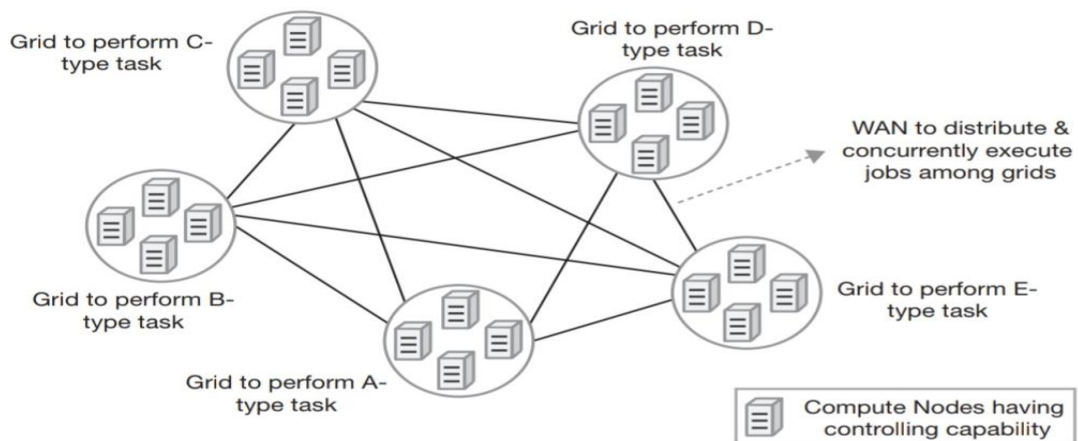 Grid to perform C-
type task
Grid to perform D-
type task
WAN to distribute &
concurrently execute
jobs among grids
Grid to perform B-
type task
Grid to perform E-
type task
Grid to perform A-
type task
Compute Nodes having
controlling capability